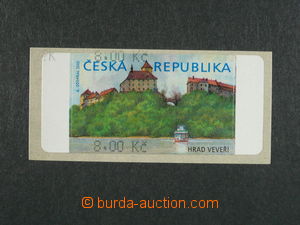 8.00 Kč
ČESKÁ REPUBLIKA
8.00 Kč
HRAD VEVEŘÍ
© burda-auction.com